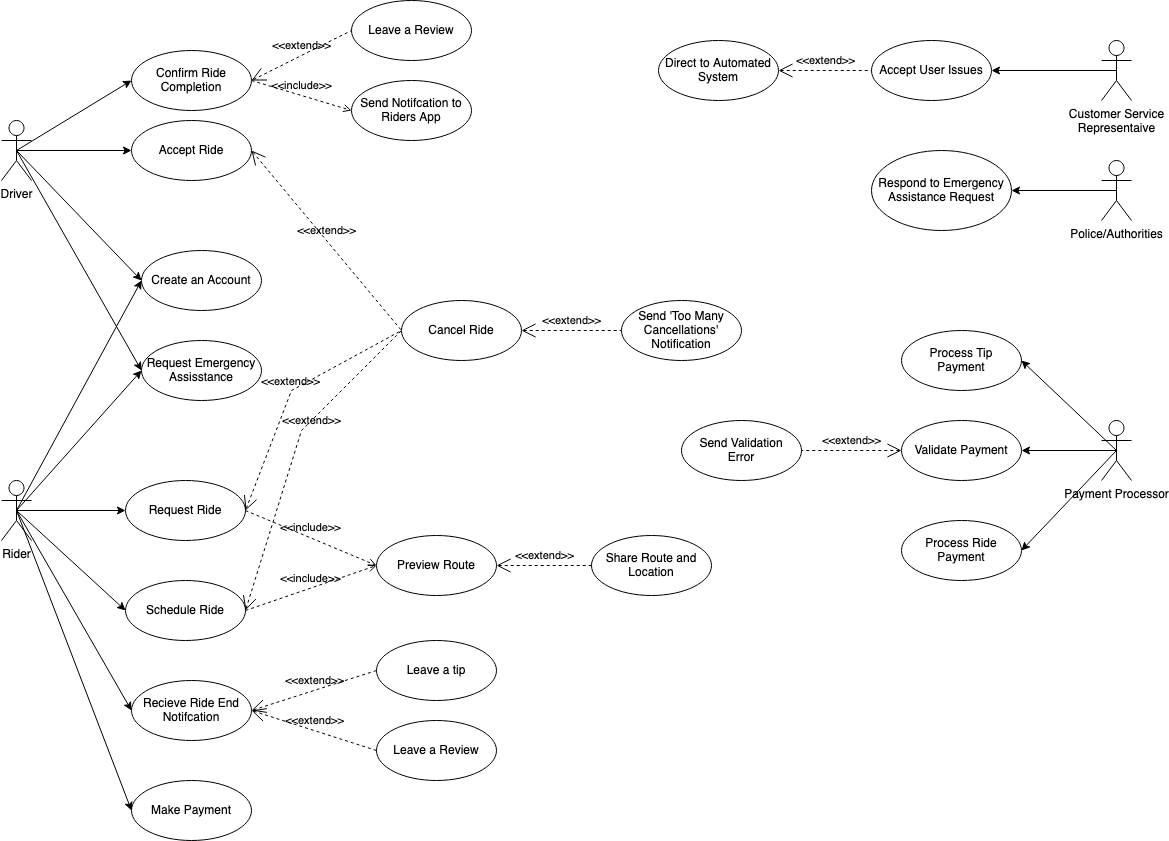 Leave a Review
<<extend>>
Confirm Ride
Completion
<<include>>
Send Notifcation to
Riders App
Driver
Accept Ride
<<extend>>
Create an Account
Request Emergency
Assisstance
<<extend>>
Cancel Ride
<<extend>>
Send 'Too Many
Cancellations'
Notification
<<extend>>
Rider
Request Ride
<<include>>
Preview Route
<<extend>>
Share Route and
Location
<<include>>
Schedule Ride
Leave a tip
<<extend>>
Recieve Ride End
Notifcation
<<extend>>
Leave a Review
Make Payment
Direct to Automated
System
<<extend>>
Accept User Issues
Customer Service
Representaive
Respond to Emergency
Assistance Request
Police/Authorities
Process Tip
Payment
Send Validation
Error
<<extend>>
Validate Payment
Payment Processor
Process Ride
Payment